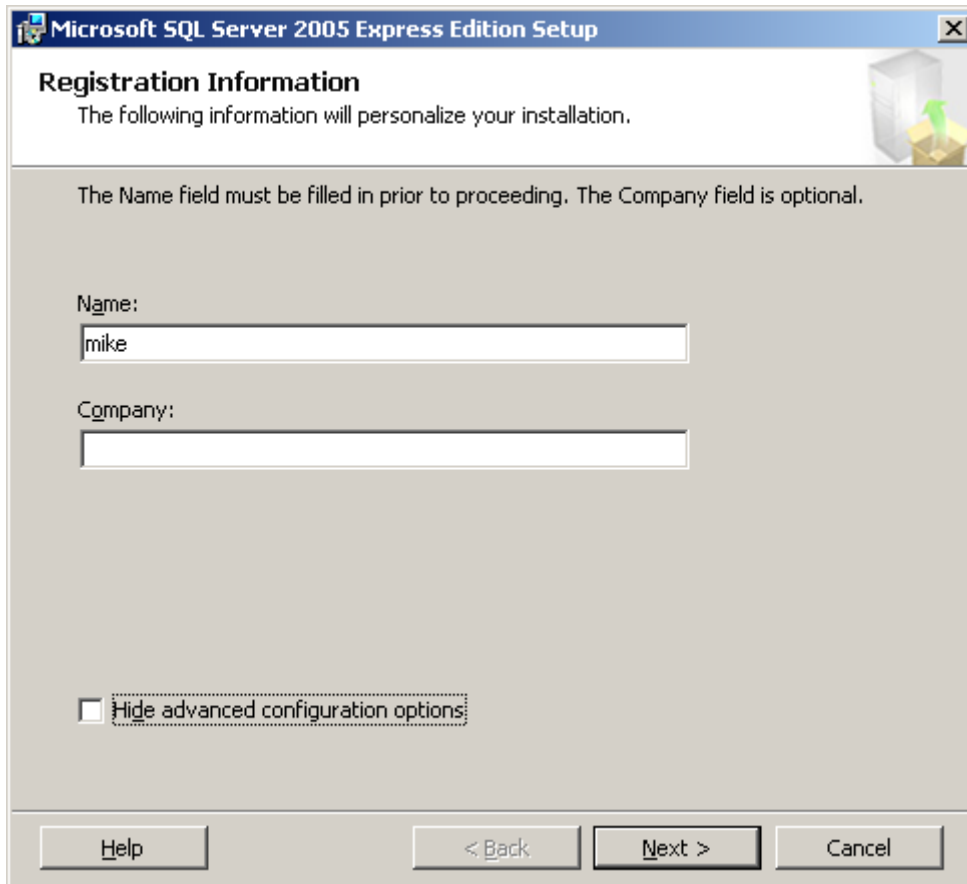 Microsoft SQL Server 2005 Express Edition Setup
Registration Information
The following information will personalize your installation.
The Name field must be filled in prior to proceeding. The Company field is optional.
Name:
mike
Company:
Hide advanced configuration options
Help < Back Next > Cancel